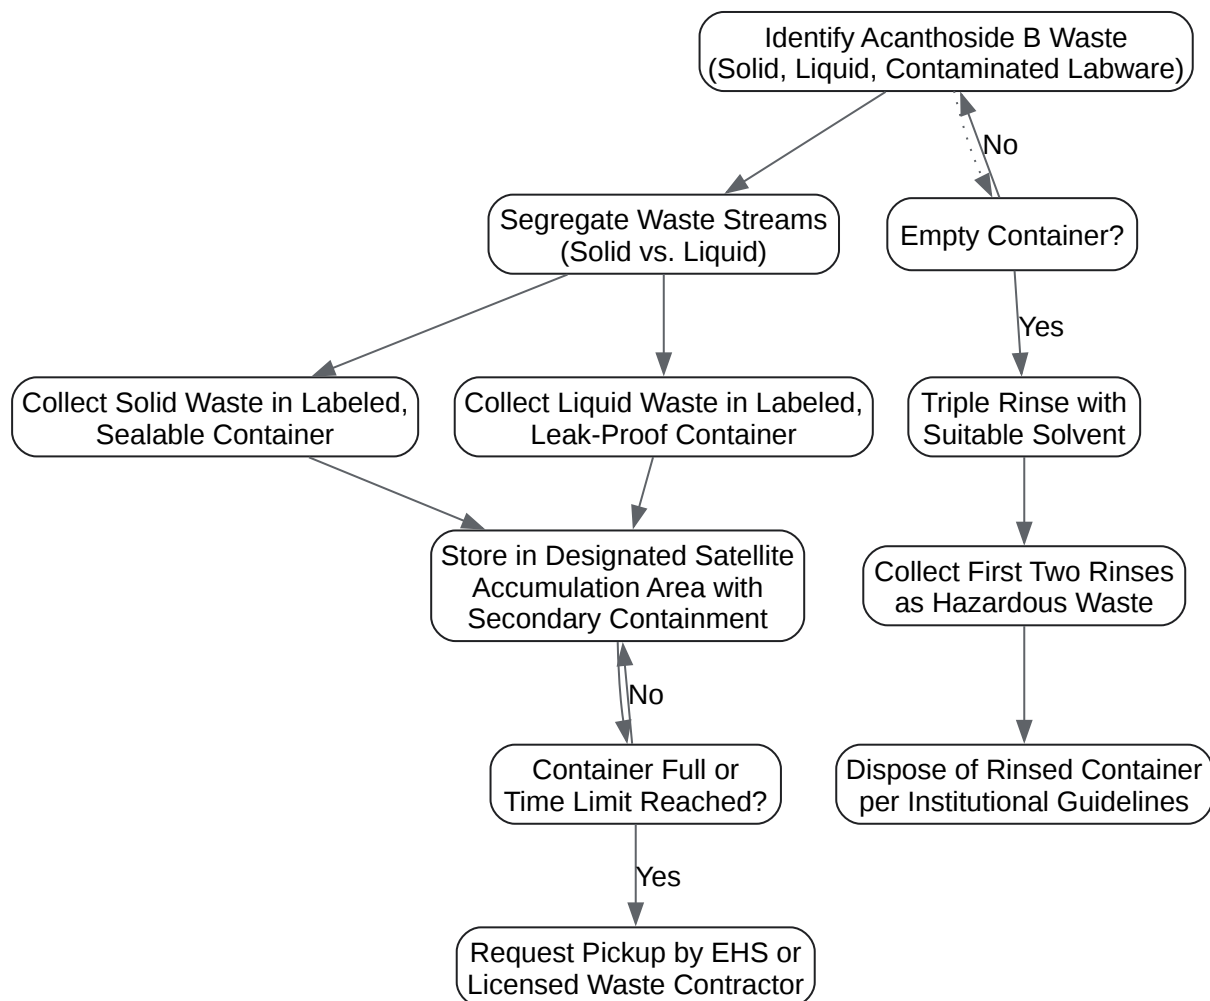 Identify Acanthoside B Waste
(Solid, Liquid, Contaminated Labware)
No
Segregate Waste Streams
(Solid vs. Liquid)
Empty Container?
Yes
Collect Solid Waste in Labeled,
Sealable Container
Collect Liquid Waste in Labeled,
Leak-Proof Container
Triple Rinse with
Suitable Solvent
Store in Designated Satellite
Accumulation Area with
Secondary Containment
Collect First Two Rinses
as Hazardous Waste
No
Container Full or
Time Limit Reached?
Dispose of Rinsed Container
per Institutional Guidelines
Yes
Request Pickup by EHS or
Licensed Waste Contractor